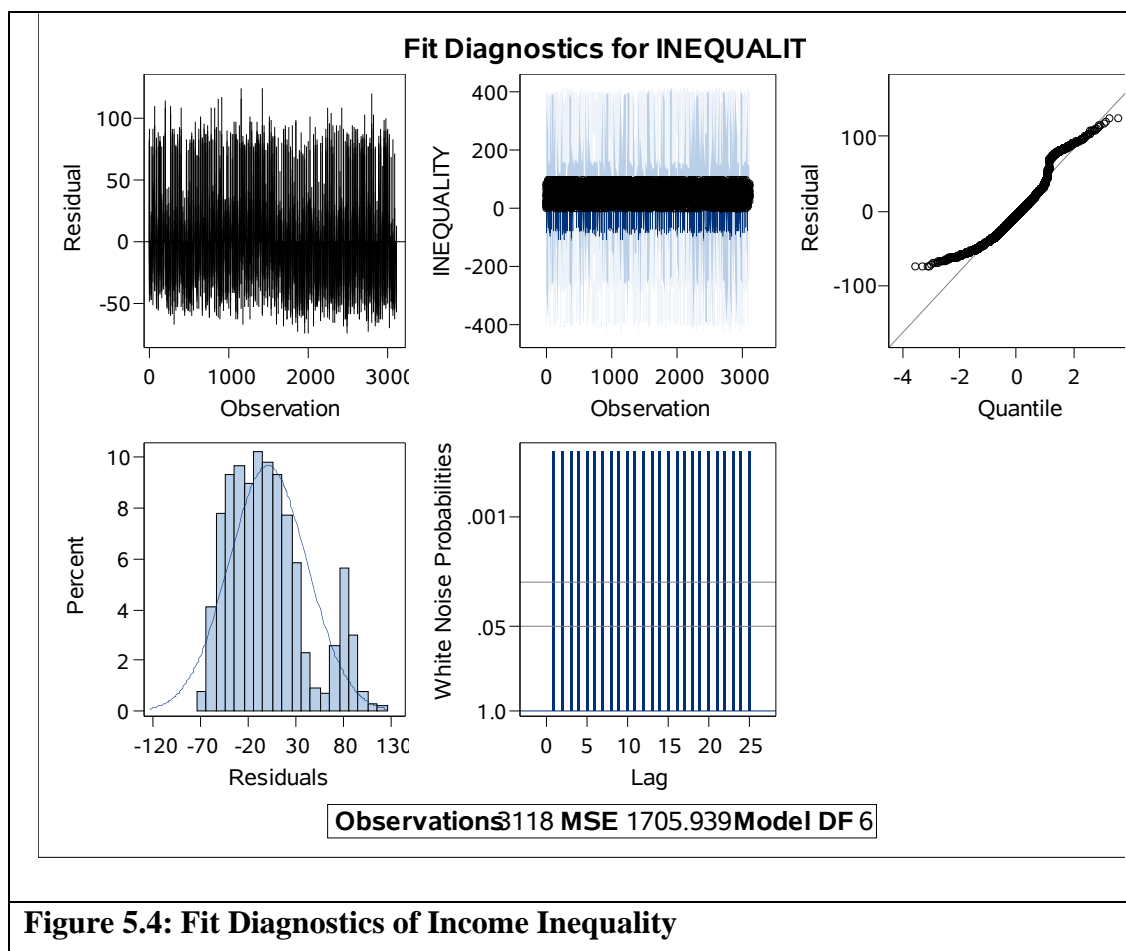 Fit Diagnostics for INEQUALIT
Residual
100
50
0
-50
0 1000 2000 3000
Observation
INEQUALITY
400
200
0
-200
-400
0 1000 2000 3000
Observation
Residual
100
0
-100
-4 -2 0 2
Quantile
Percent
10
8
6
4
2
0
-120 -70 -20 30 80 130
Residuals
White Noise Probabilities
.001
.05
1.0
0 5 10 15 20 25
Lag
Observations 3118 MSE 1705.939 Model DF 6
Figure 5.4: Fit Diagnostics of Income Inequality